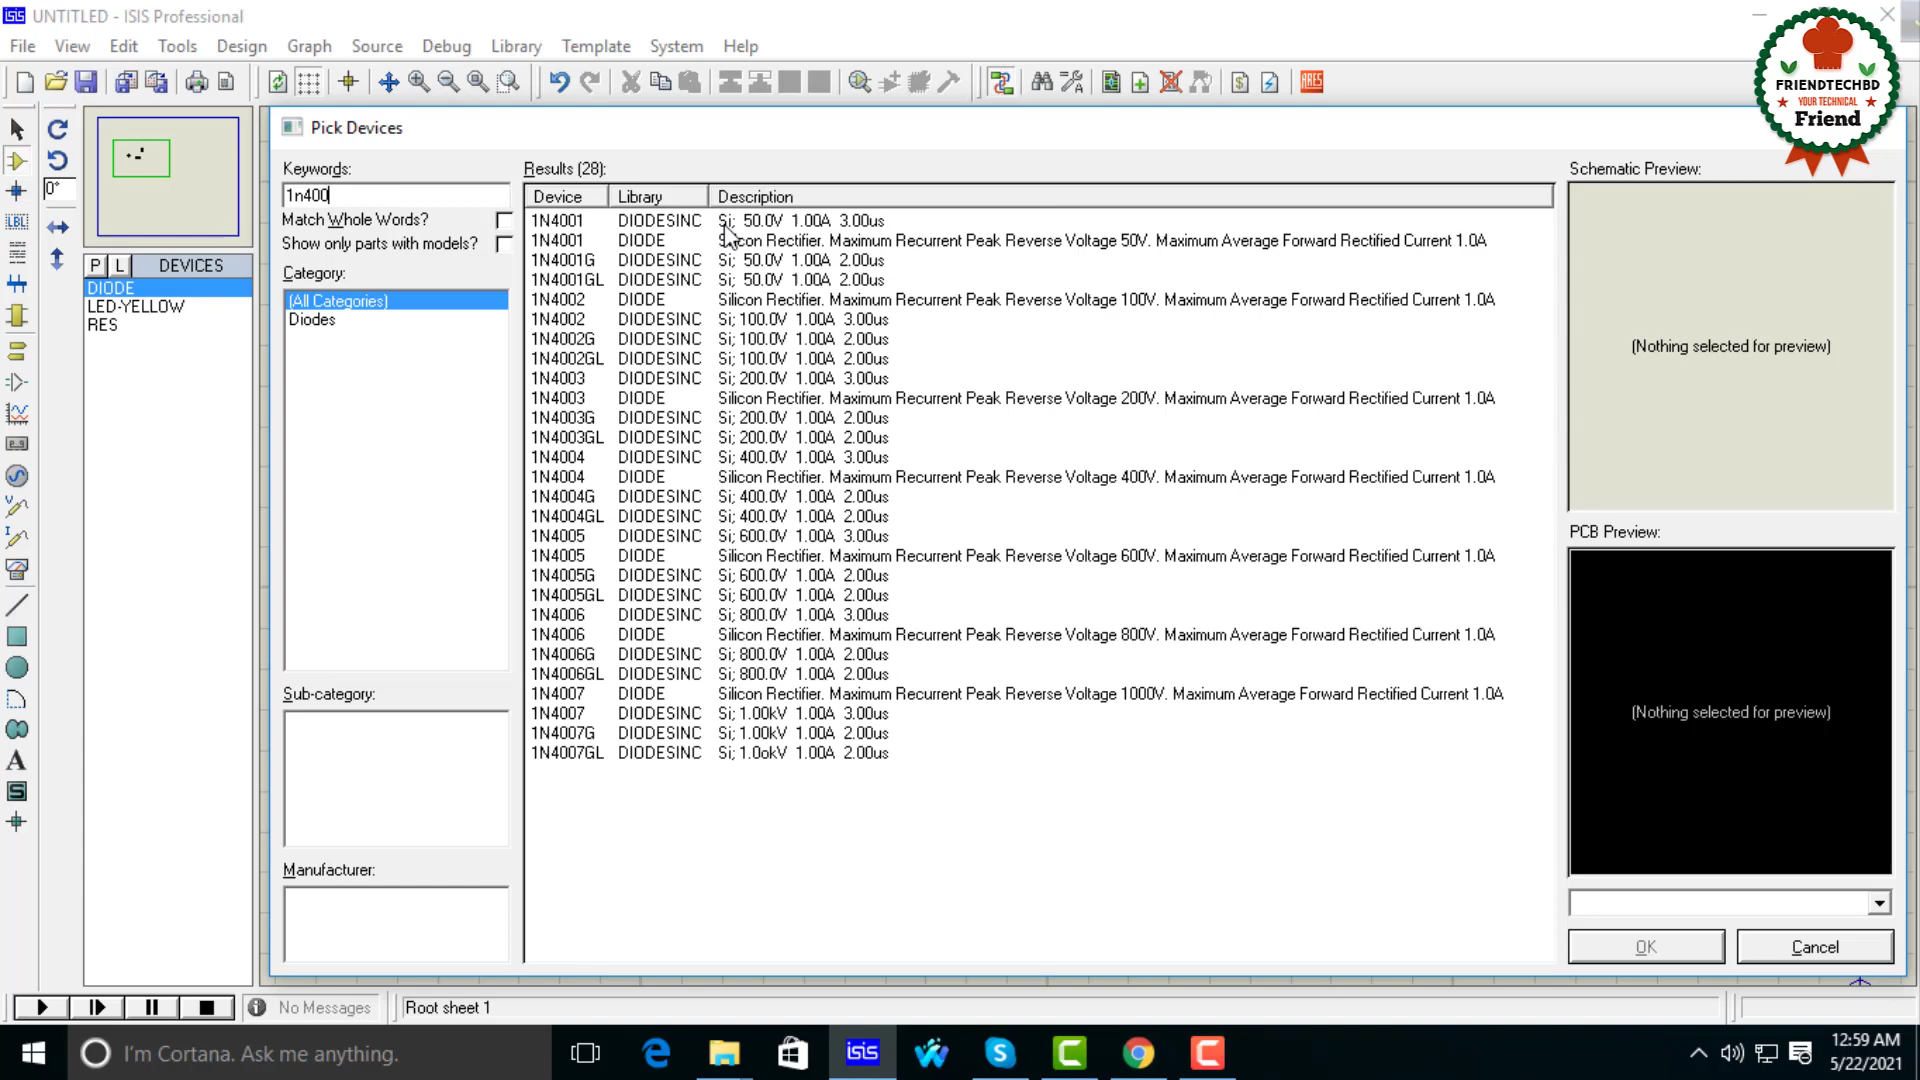 UNTITLED - ISIS Professional
File View Edit Tools Design Graph Source Debug Library Template System Help
ARES
FRIENDTECHBD
YOUR TECHNICAL
Friend
Pick Devices
Keywords:
1n400
Match Whole Words?
Show only parts with models?
Category:
(All Categories)
Diodes
Sub-category:
Manufacturer:
0°
LBL
P L DEVICES
DIODE
LED-YELLOW
RES
Results (28):
Device Library Description
1N4001 DIODESINC Si; 50.0V 1.00A 3.00us
1N4001 DIODE Silicon Rectifier. Maximum Recurrent Peak Reverse Voltage 50V. Maximum Average Forward Rectified Current 1.0A
1N4001G DIODESINC Si; 50.0V 1.00A 2.00us
1N4001GL DIODESINC Si; 50.0V 1.00A 2.00us
1N4002 DIODE Silicon Rectifier. Maximum Recurrent Peak Reverse Voltage 100V. Maximum Average Forward Rectified Current 1.0A
1N4002 DIODESINC Si; 100.0V 1.00A 3.00us
1N4002G DIODESINC Si; 100.0V 1.00A 2.00us
1N4002GL DIODESINC Si; 100.0V 1.00A 2.00us
1N4003 DIODESINC Si; 200.0V 1.00A 3.00us
1N4003 DIODE Silicon Rectifier. Maximum Recurrent Peak Reverse Voltage 200V. Maximum Average Forward Rectified Current 1.0A
1N4003G DIODESINC Si; 200.0V 1.00A 2.00us
1N4003GL DIODESINC Si; 200.0V 1.00A 2.00us
1N4004 DIODESINC Si; 400.0V 1.00A 3.00us
1N4004 DIODE Silicon Rectifier. Maximum Recurrent Peak Reverse Voltage 400V. Maximum Average Forward Rectified Current 1.0A
1N4004G DIODESINC Si; 400.0V 1.00A 2.00us
1N4004GL DIODESINC Si; 400.0V 1.00A 2.00us
1N4005 DIODESINC Si; 600.0V 1.00A 3.00us
1N4005 DIODE Silicon Rectifier. Maximum Recurrent Peak Reverse Voltage 600V. Maximum Average Forward Rectified Current 1.0A
1N4005G DIODESINC Si; 600.0V 1.00A 2.00us
1N4005GL DIODESINC Si; 600.0V 1.00A 2.00us
1N4006 DIODESINC Si; 800.0V 1.00A 3.00us
1N4006 DIODE Silicon Rectifier. Maximum Recurrent Peak Reverse Voltage 800V. Maximum Average Forward Rectified Current 1.0A
1N4006G DIODESINC Si; 800.0V 1.00A 2.00us
1N4006GL DIODESINC Si; 800.0V 1.00A 2.00us
1N4007 DIODE Silicon Rectifier. Maximum Recurrent Peak Reverse Voltage 1000V. Maximum Average Forward Rectified Current 1.0A
1N4007 DIODESINC Si; 1.00kV 1.00A 3.00us
1N4007G DIODESINC Si; 1.00kV 1.00A 2.00us
1N4007GL DIODESINC Si; 1.0okV 1.00A 2.00us
Schematic Preview:
(Nothing selected for preview)
PCB Preview:
(Nothing selected for preview)
OK Cancel
No Messages
Root sheet 1
I'm Cortana. Ask me anything.
isis
12:59 AM
5/22/2021